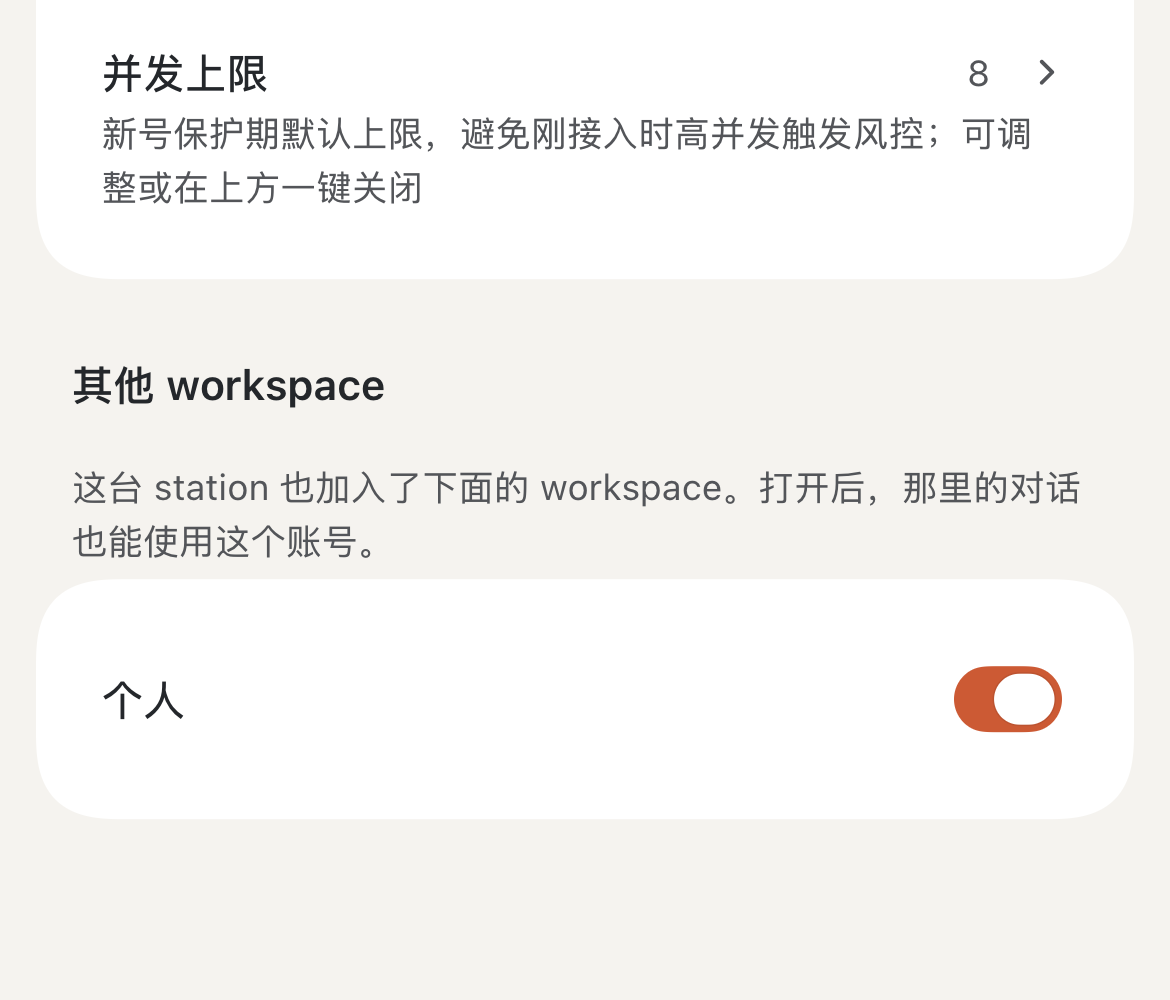 并发上限
8
新号保护期默认上限，避免刚接入时高并发触发风控；可调
整或在上方一键关闭
其他 workspace
这台 station 也加入了下面的 workspace。打开后，那里的对话
也能使用这个账号。
个人